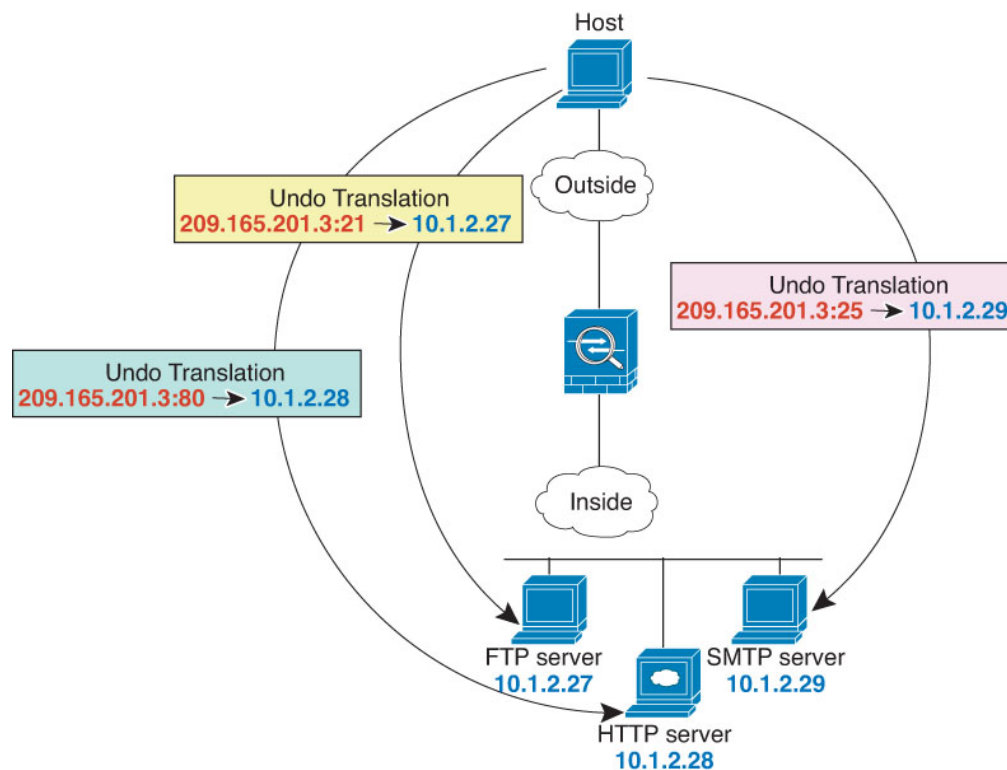 Host
Outside
Undo Translation
209.165.201.3:21 → 10.1.2.27
Undo Translation
209.165.201.3:25 → 10.1.2.29
Undo Translation
209.165.201.3:80 → 10.1.2.28
Inside
FTP server
10.1.2.27
SMTP server
10.1.2.29
HTTP server
10.1.2.28